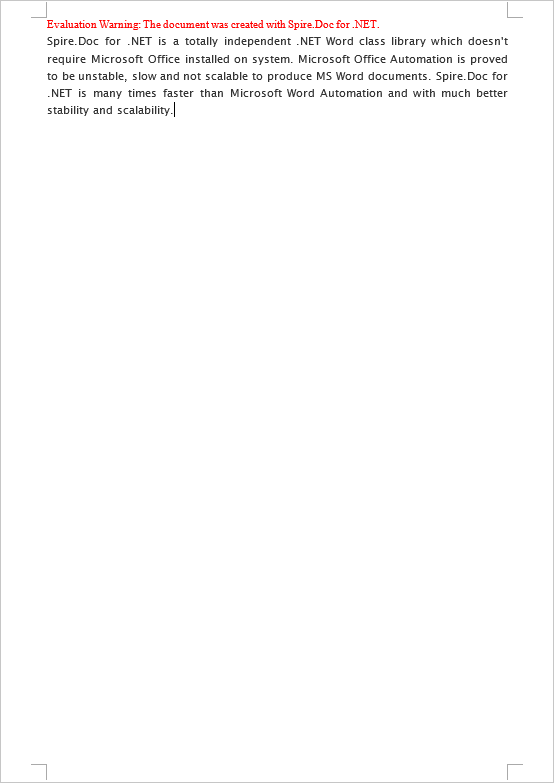 Evaluation Warning: The document was created with Spire.Doc for .NET.
Spire.Doc for .NET is a totally independent .NET Word class library which doesn't
require Microsoft Office installed on system. Microsoft Office Automation is proved
to be unstable, slow and not scalable to produce MS Word documents. Spire.Doc for
.NET is many times faster than Microsoft Word Automation and with much better
stability and scalability.